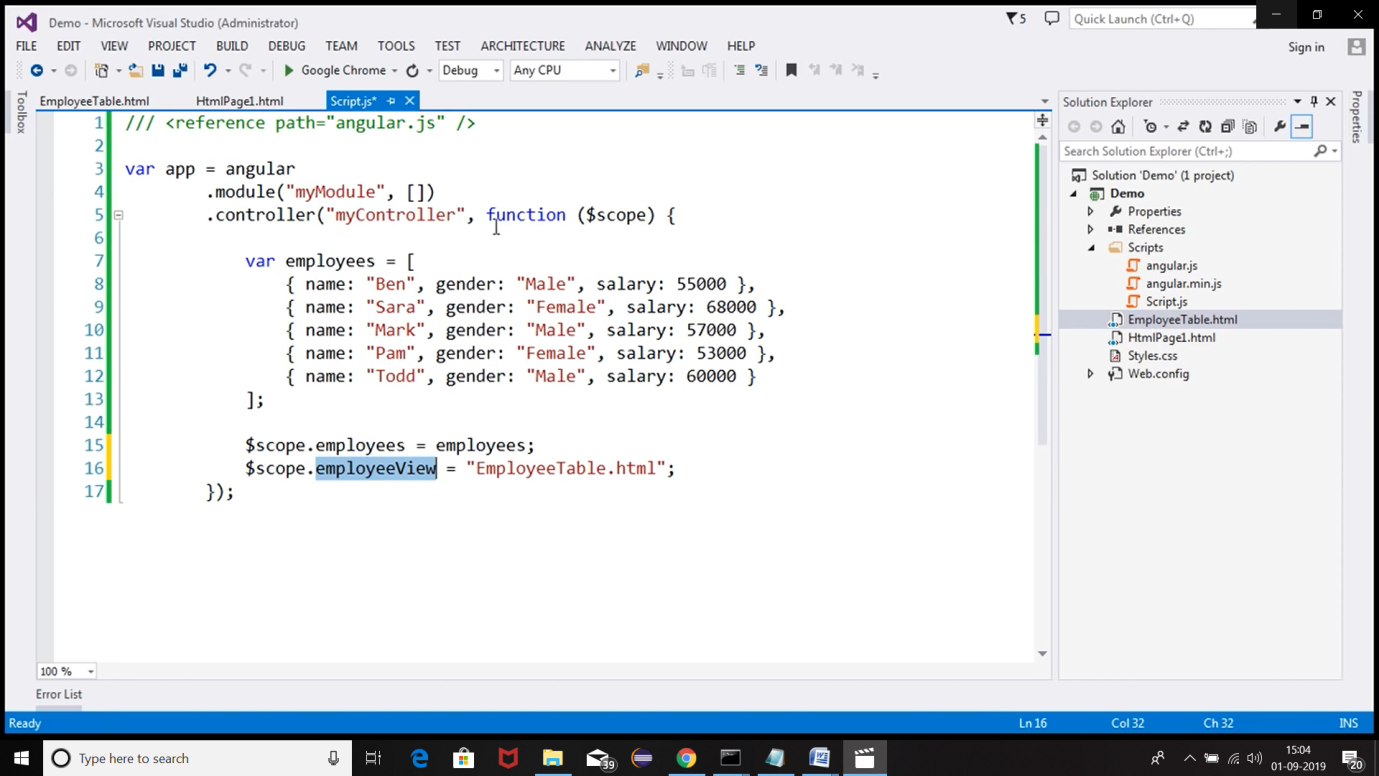 Demo - Microsoft Visual Studio (Administrator)
5
Quick Launch (Ctrl+Q)
FILE EDIT VIEW PROJECT BUILD DEBUG TEAM TOOLS TEST ARCHITECTURE ANALYZE WINDOW HELP
Sign in
Google Chrome
Debug
Any CPU
Toolbox
EmployeeTable.html
HtmlPage1.html
Script.js*
1 /// <reference path="angular.js" />
2
3 var app = angular
4 .module("myModule", [])
5 .controller("myController", function ($scope) {
6
7 var employees = [
8 { name: "Ben", gender: "Male", salary: 55000 },
9 { name: "Sara", gender: "Female", salary: 68000 },
10 { name: "Mark", gender: "Male", salary: 57000 },
11 { name: "Pam", gender: "Female", salary: 53000 },
12 { name: "Todd", gender: "Male", salary: 60000 }
13 ];
14
15 $scope.employees = employees;
16 $scope.employeeView = "EmployeeTable.html";
17 });
100 %
Error List
Solution Explorer
Search Solution Explorer (Ctrl+;)
Solution 'Demo' (1 project)
Demo
Properties
References
Scripts
angular.js
angular.min.js
Script.js
EmployeeTable.html
HtmlPage1.html
Styles.css
Web.config
Properties
Ready
Ln 16
Col 32
Ch 32
INS
Type here to search
39
15:04
01-09-2019
20